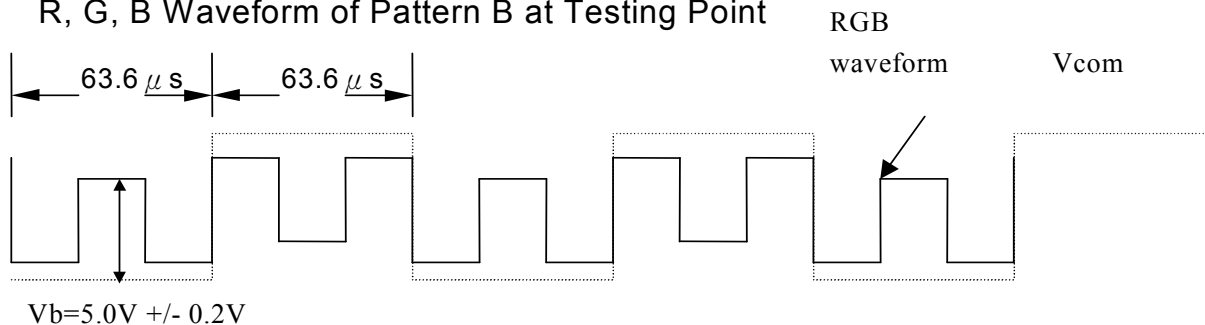 R, G, B Waveform of Pattern B at Testing Point
RGB
waveform
Vcom
63.6 μ s
63.6 μ s
Vb=5.0V +/- 0.2V